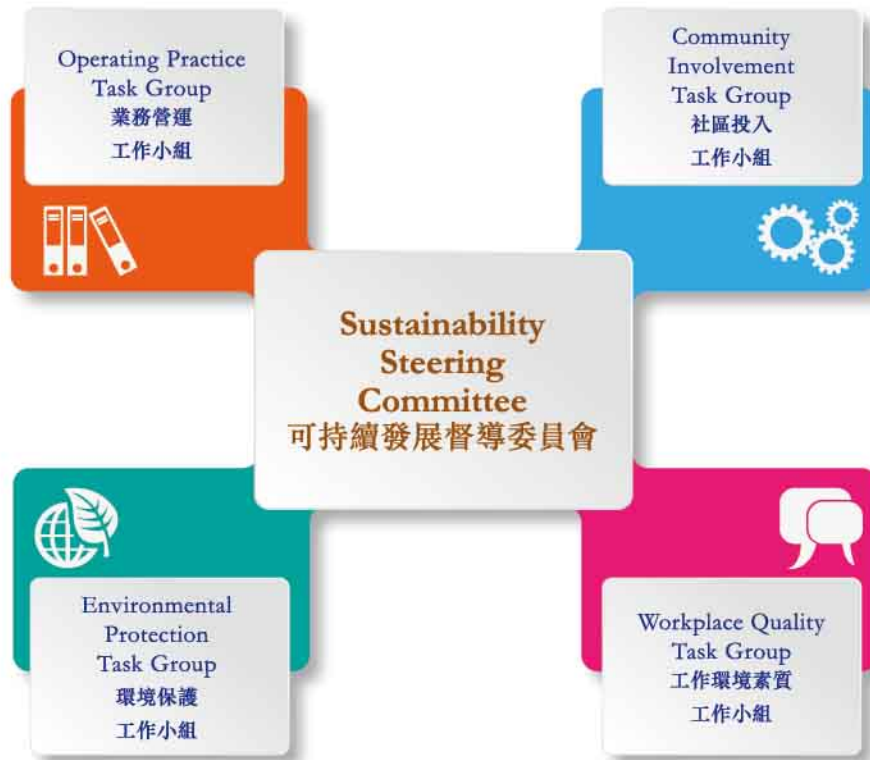 Operating Practice
Task Group
業務營運
工作小組
Community
Involvement
Task Group
社區投入
工作小組
Sustainability
Steering
Committee
可持續發展督導委員會
Environmental
Protection
Task Group
環境保護
工作小組
Workplace Quality
Task Group
工作環境素質
工作小組